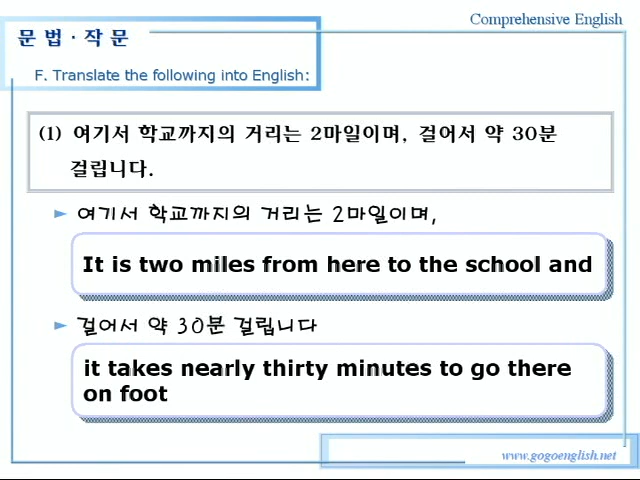 Comprehensive English
문 법 · 작 문
F. Translate the following into English:
(1) 여기서 학교까지의 거리는 2마일이며, 걸어서 약 30분
걸립니다.
► 여기서 학교까지의 거리는 2마일이며,
It is two miles from here to the school and
► 걸어서 약 30분 걸립니다
it takes nearly thirty minutes to go there
on foot
www.gogoenglish.net